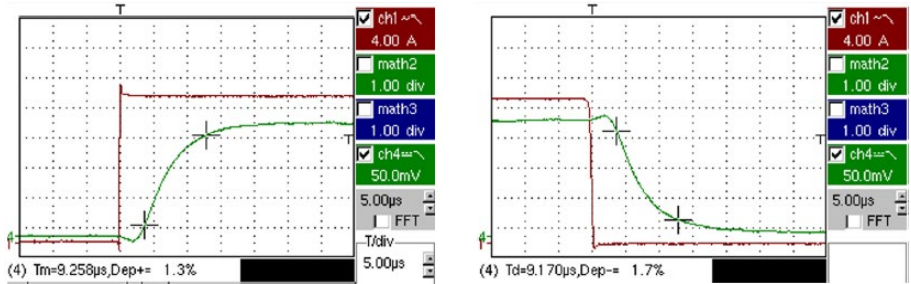 T
ch1
4.00 A
math2
1.00 div
math3
1.00 div
ch4
50.0mV
5.00µs
FFT
T/div
5.00µs
T
4
(4) Tm=9.258µs,Dep+= 1.3%
T
ch1
4.00 A
math2
1.00 div
math3
1.00 div
ch4
50.0mV
5.00µs
FFT
T
4
(4) Td=9.170µs,Dep-= 1.7%